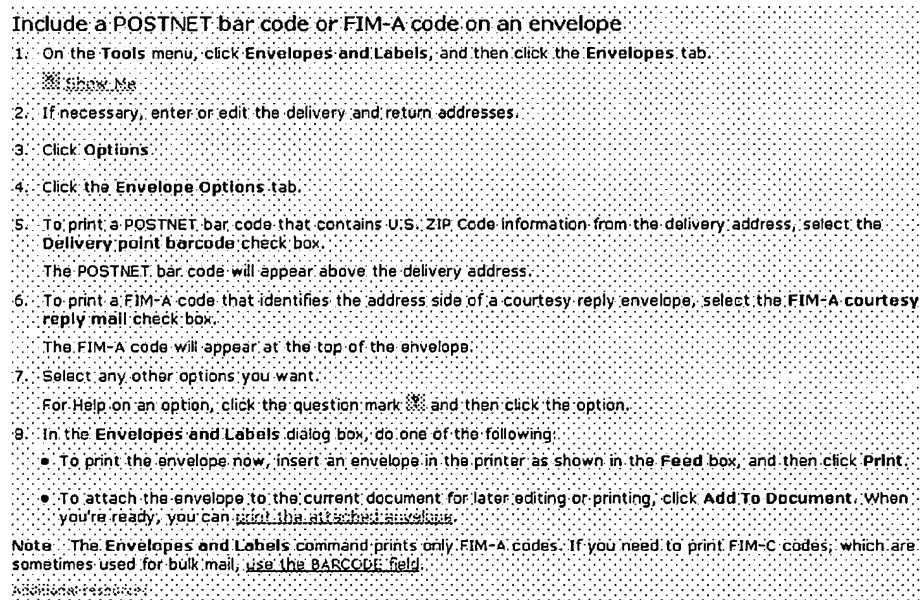 Include a POSTNET bar code or FIM-A code on an envelope
1. On the Tools menu, click Envelopes and Labels, and then click the Envelopes tab.
Show Me
2. If necessary, enter or edit the delivery and return addresses.
3. Click Options.
4. Click the Envelope Options tab.
5. To print a POSTNET bar code that contains U.S. ZIP Code information from the delivery address, select the
Delivery point barcode check box.
The POSTNET bar code will appear above the delivery address.
6. To print a FIM-A code that identifies the address side of a courtesy reply envelope, select the FIM-A courtesy
reply mail check box.
The FIM-A code will appear at the top of the envelope.
7. Select any other options you want.
For Help on an option, click the question mark ? and then click the option.
8. In the Envelopes and Labels dialog box, do one of the following:
• To print the envelope now, insert an envelope in the printer as shown in the Feed box, and then click Print.
• To attach the envelope to the current document for later editing or printing, click Add To Document. When
you're ready, you can print the attached envelope.
Note The Envelopes and Labels command prints only FIM-A codes. If you need to print FIM-C codes, which are
sometimes used for bulk mail, use the BARCODE field.
Additional resources